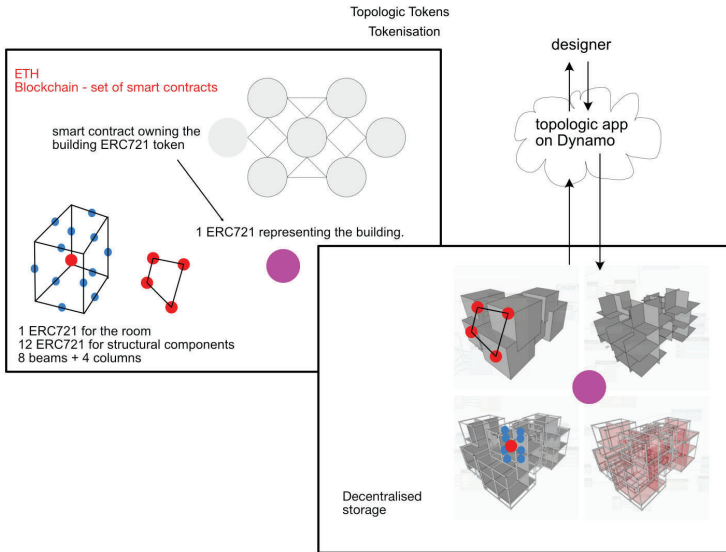 Topologic Tokens
Tokenisation
ETH
Blockchain - set of smart contracts
smart contract owning the
building ERC721 token
1 ERC721 representing the building.
1 ERC721 for the room
12 ERC721 for structural components
8 beams + 4 columns
designer
topologic app
on Dynamo
Decentralised
storage